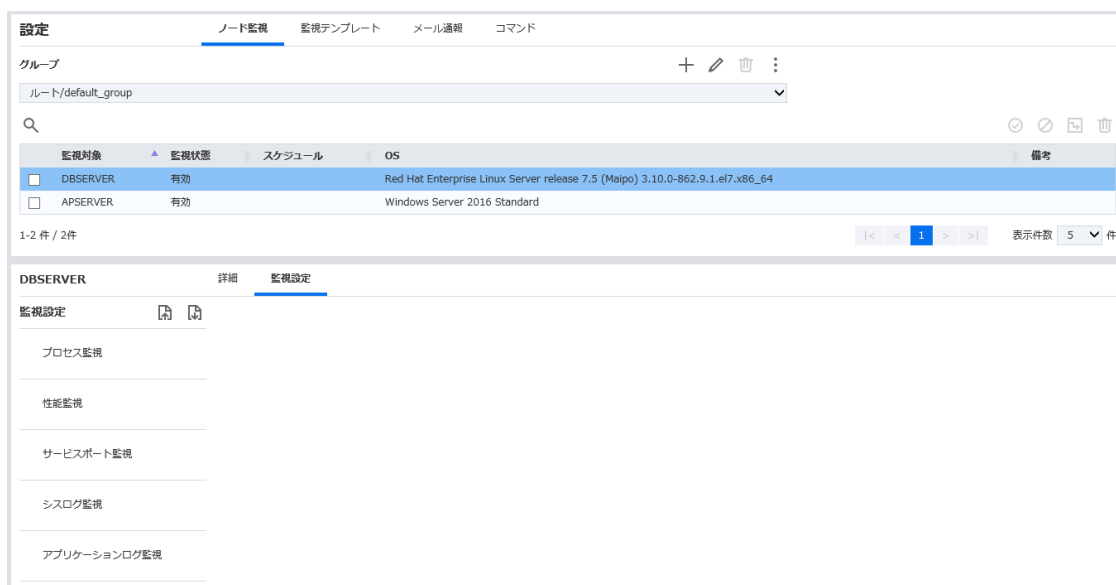 設定 ノード監視 監視テンプレート メール通報 コマンド
グループ
ルート/default_group
監視対象 監視状態 スケジュール OS 備考
DBSERVER 有効 Red Hat Enterprise Linux Server release 7.5 (Maipo) 3.10.0-862.9.1.el7.x86_64
APSERVER 有効 Windows Server 2016 Standard
1-2 件 / 2件 |< < 1 > >| 表示件数 5 件
DBSERVER 詳細 監視設定
監視設定
プロセス監視
性能監視
サービスポート監視
シスログ監視
アプリケーションログ監視